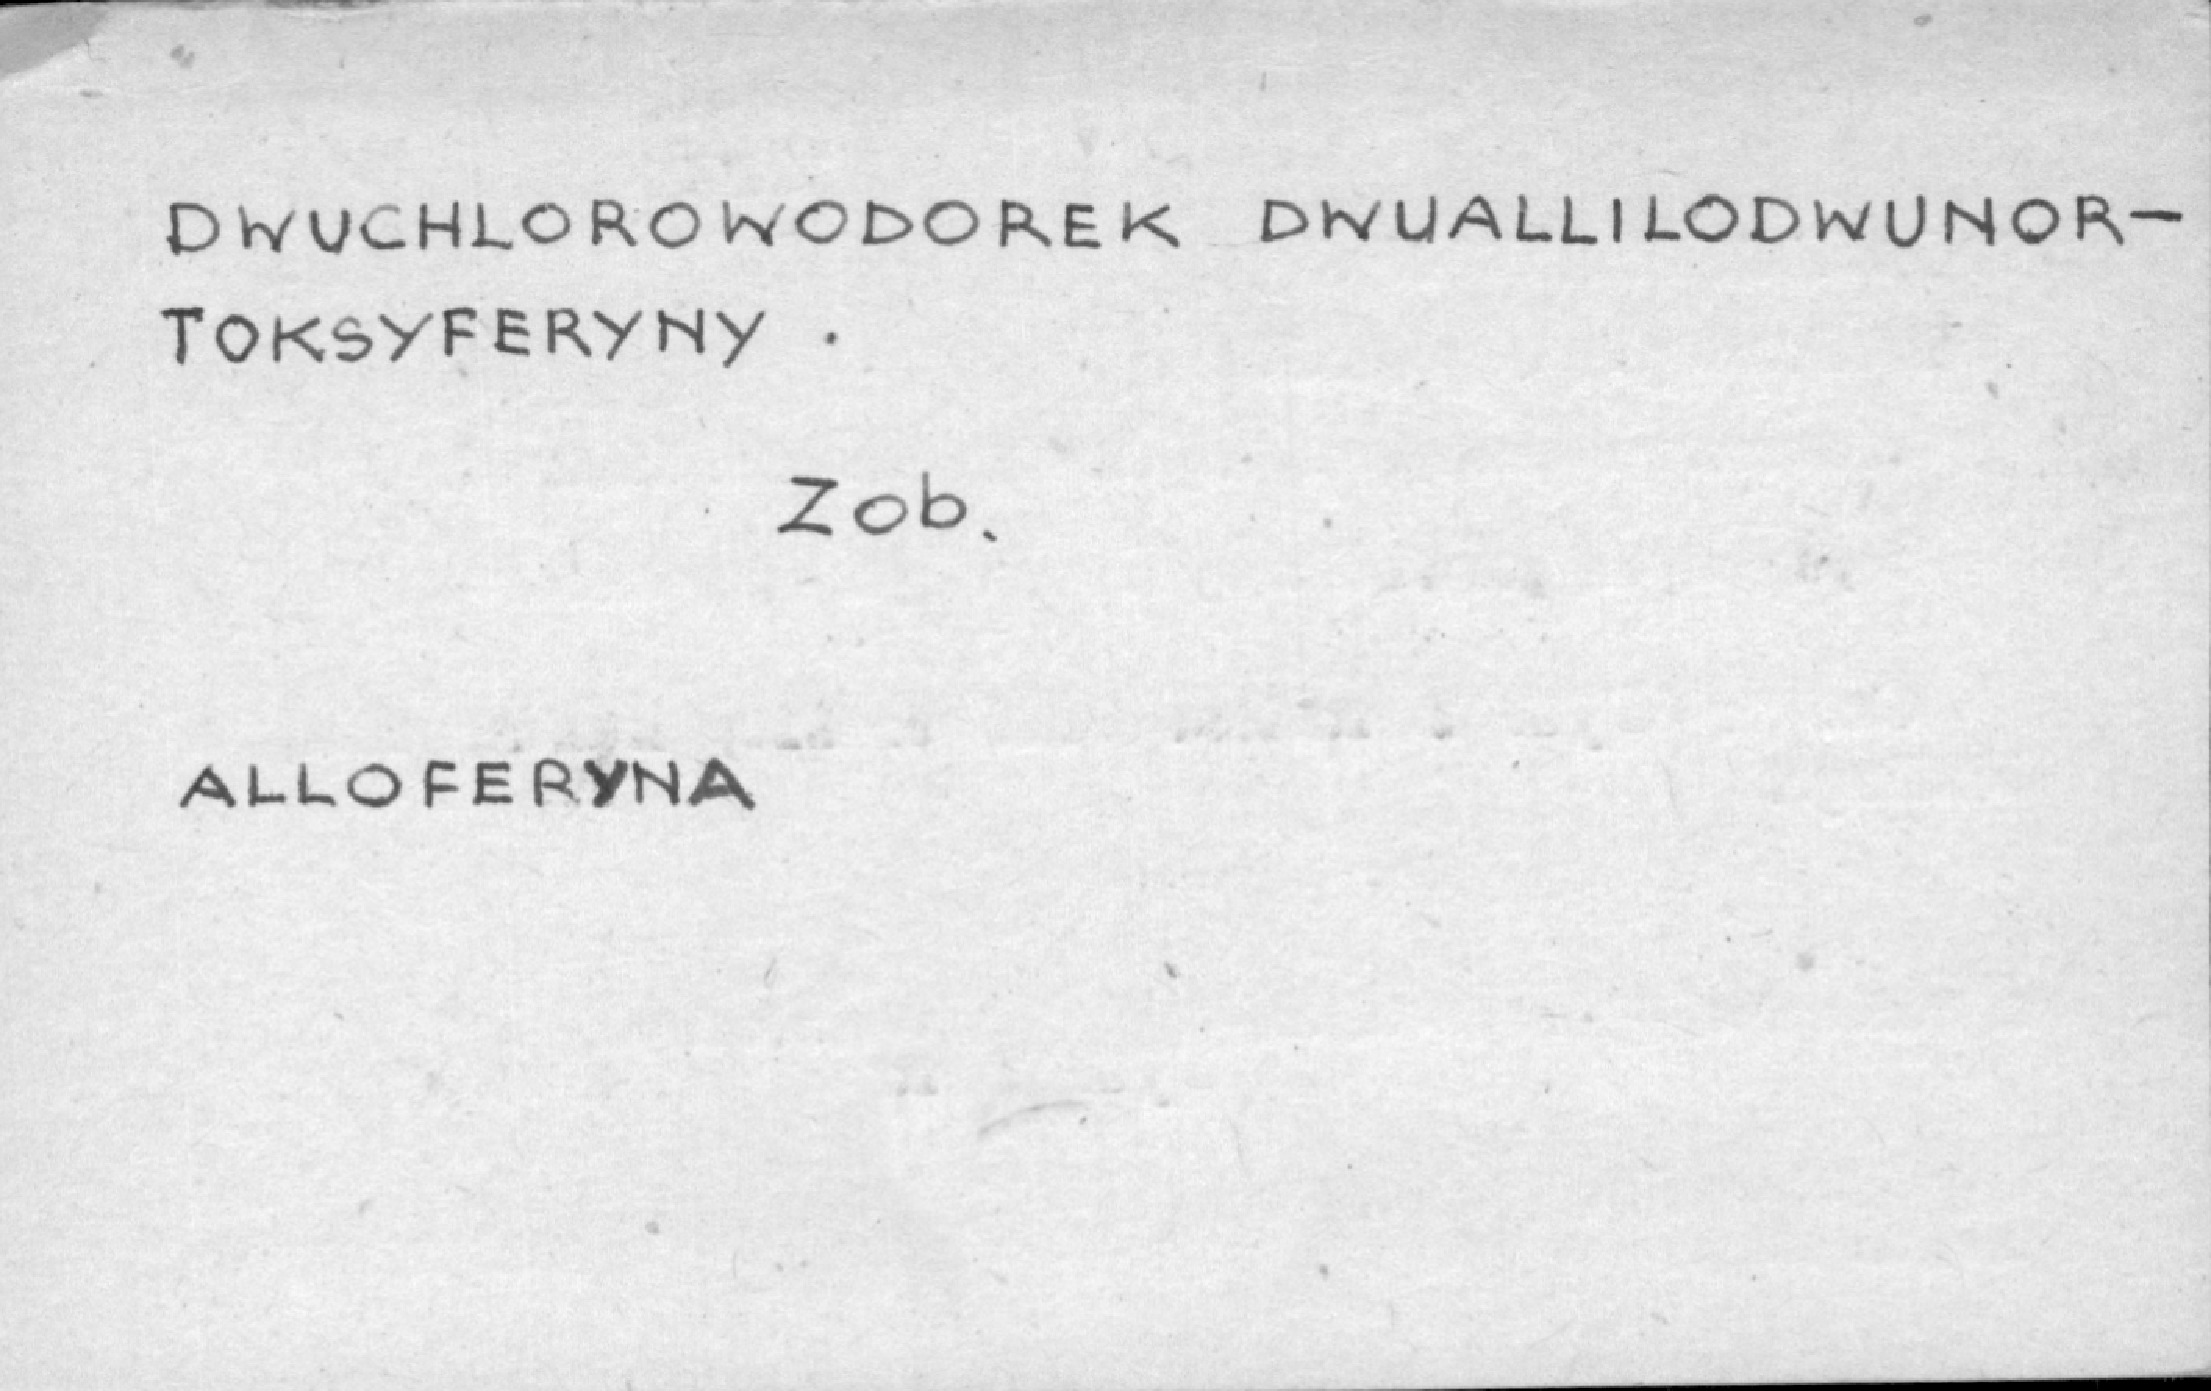 DWUCHLOROWODOREK DWUALLILODWUNOR-
TOKSYFERYNY .
Zob.
ALLOFERYNA